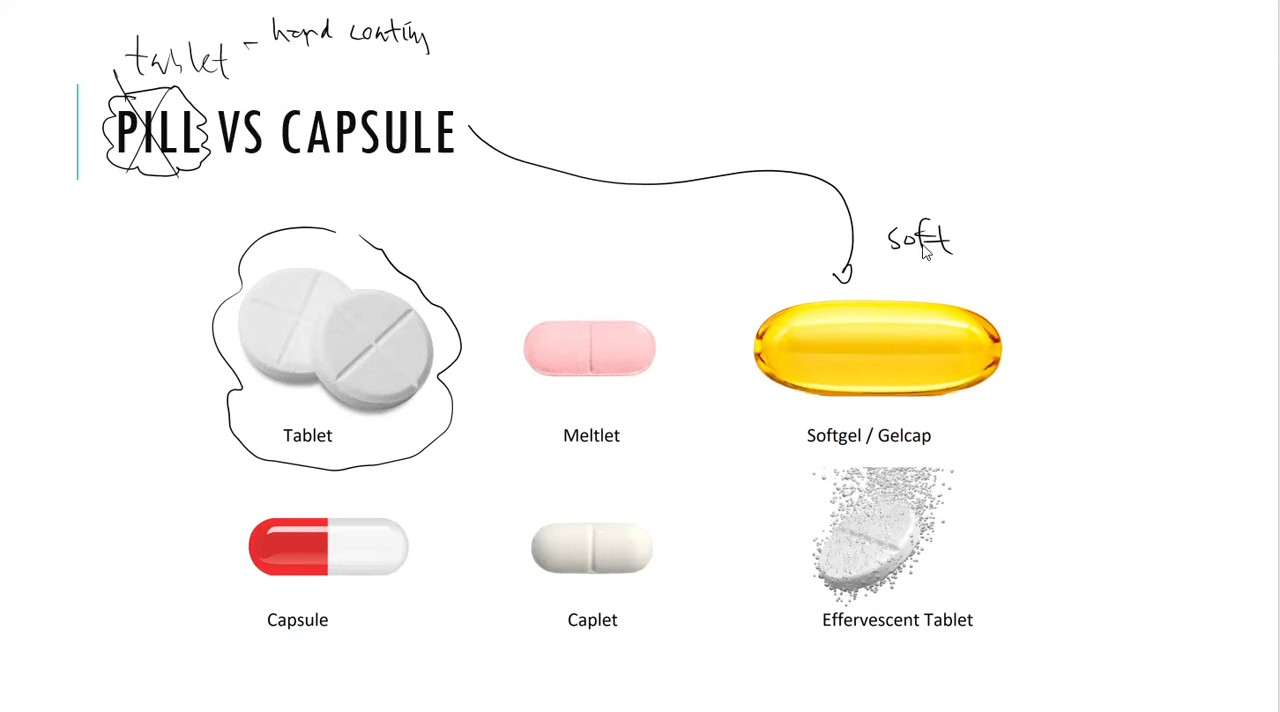 tablet - hard coating
PILL VS CAPSULE
soft
Tablet
Meltlet
Softgel / Gelcap
Capsule
Caplet
Effervescent Tablet